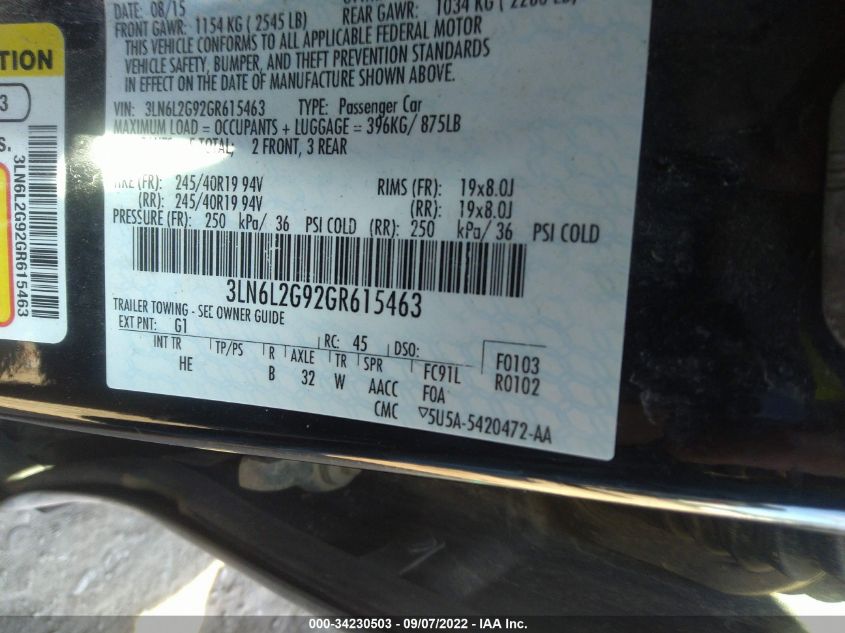 DATE: 08/15
FRONT GAWR: 1154 KG ( 2545 LB)
REAR GAWR: 1034 KG
THIS VEHICLE CONFORMS TO ALL APPLICABLE FEDERAL MOTOR
VEHICLE SAFETY, BUMPER, AND THEFT PREVENTION STANDARDS
IN EFFECT ON THE DATE OF MANUFACTURE SHOWN ABOVE.
VIN: 3LN6L2G92GR615463 TYPE: Passenger Car
MAXIMUM LOAD = OCCUPANTS + LUGGAGE = 396KG/ 875LB
TOTAL; 2 FRONT, 3 REAR
(FR): 245/40R19 94V RIMS (FR): 19x8.0J
(RR): 245/40R19 94V (RR): 19x8.0J
PRESSURE (FR): 250 kPa/ 36 PSI COLD (RR): 250 kPa/ 36 PSI COLD
3LN6L2G92GR615463
TRAILER TOWING - SEE OWNER GUIDE
EXT PNT: G1 RC: 45 DSO: F0103
INT TR TP/PS R AXLE TR SPR FC91L R0102
HE B 32 W AACC F0A
CMC ▽5U5A-5420472-AA
TION
3
S.
3LN6L2G92GR615463
000-34230503 - 09/07/2022 - IAA Inc.